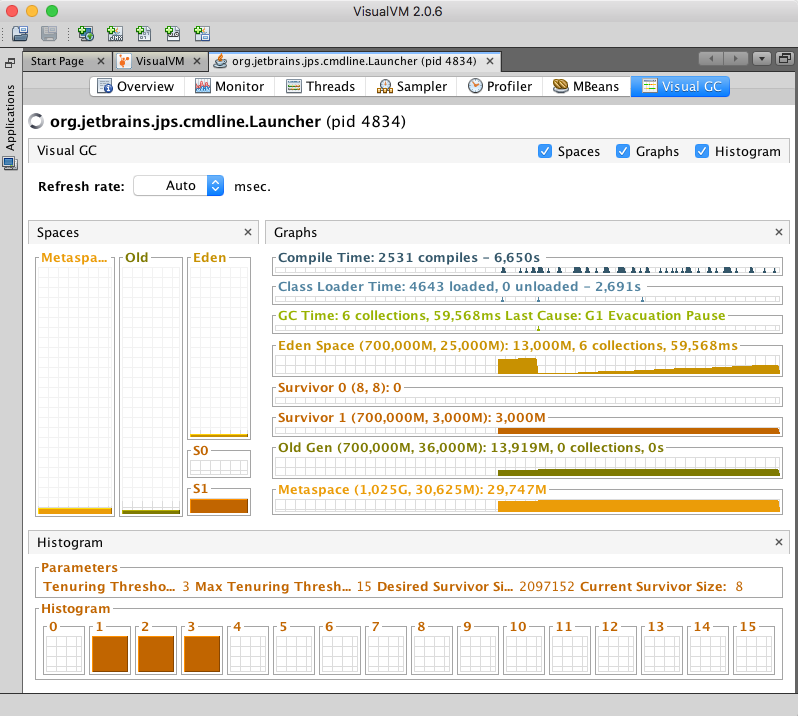 VisualVM 2.0.6
Start Page
VisualVM
org.jetbrains.jps.cmdline.Launcher (pid 4834)
Applications
Overview
Monitor
Threads
Sampler
Profiler
MBeans
Visual GC
org.jetbrains.jps.cmdline.Launcher (pid 4834)
Visual GC
Spaces
Graphs
Histogram
Refresh rate: Auto msec.
Spaces
Metaspa...
Old
Eden
S0
S1
Graphs
Compile Time: 2531 compiles - 6,650s
Class Loader Time: 4643 loaded, 0 unloaded - 2,691s
GC Time: 6 collections, 59,568ms Last Cause: G1 Evacuation Pause
Eden Space (700,000M, 25,000M): 13,000M, 6 collections, 59,568ms
Survivor 0 (8, 8): 0
Survivor 1 (700,000M, 3,000M): 3,000M
Old Gen (700,000M, 36,000M): 13,919M, 0 collections, 0s
Metaspace (1,025G, 30,625M): 29,747M
Histogram
Parameters
Tenuring Thresho... 3 Max Tenuring Thresh... 15 Desired Survivor Si... 2097152 Current Survivor Size: 8
Histogram
0 1 2 3 4 5 6 7 8 9 10 11 12 13 14 15